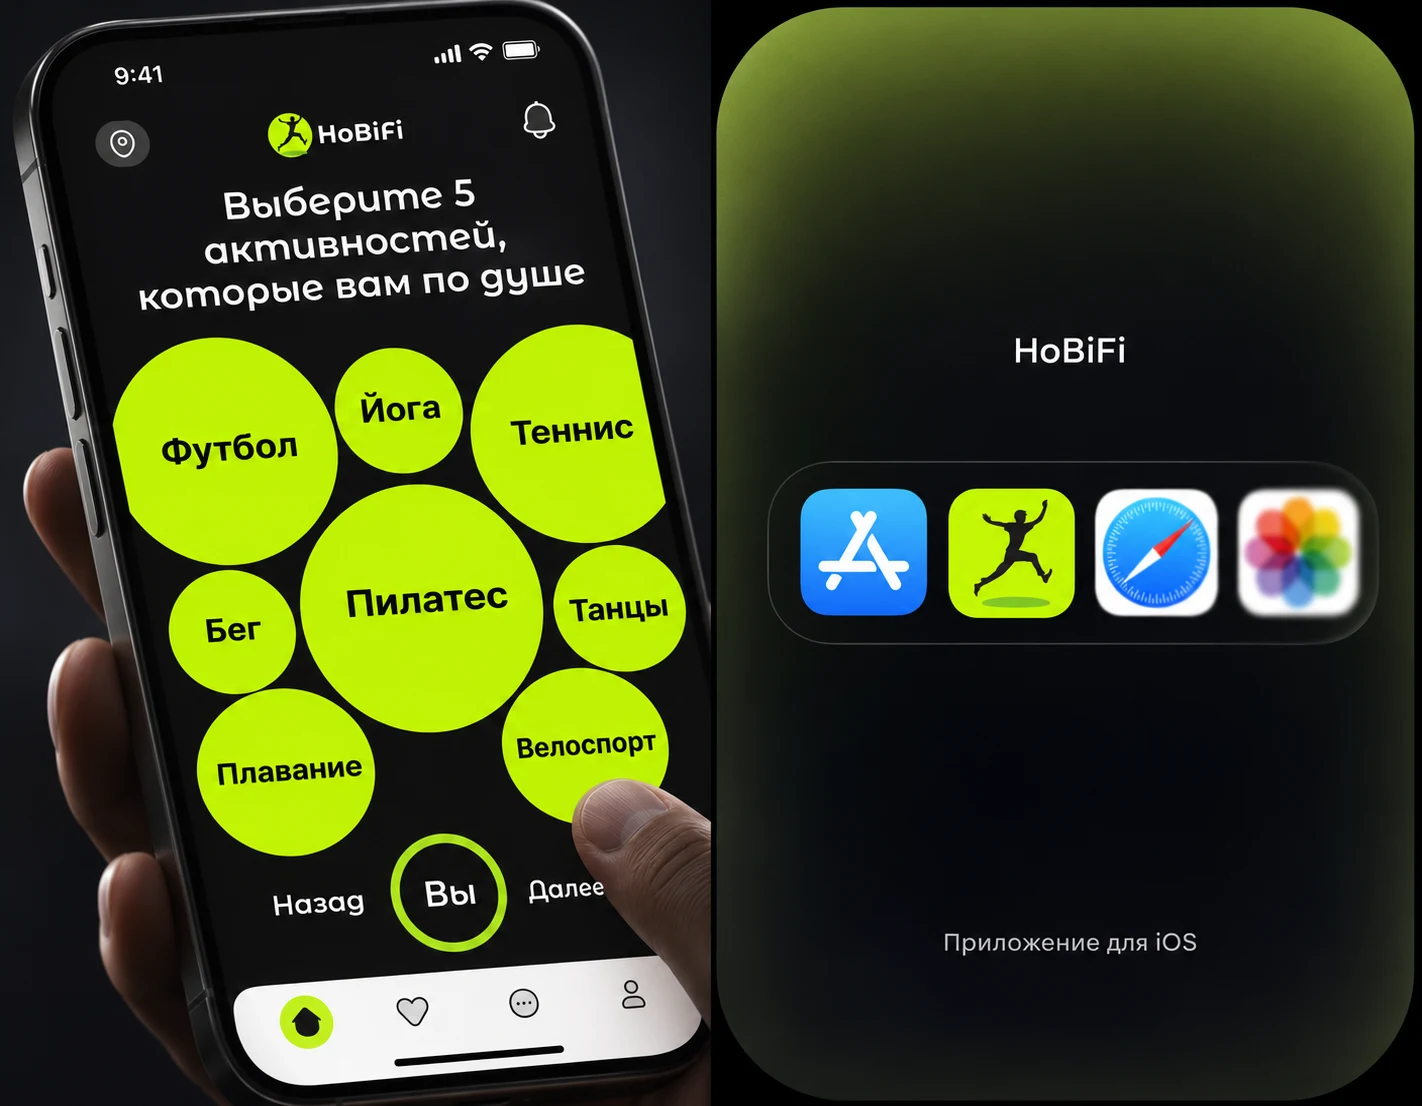 9:41
HoBiFi
Выберите 5
активностей,
которые вам по душе
Футбол
Йога
Теннис
Пилатес
Бег
Танцы
Плавание
Велоспорт
Назад
Вы
Далее
HoBiFi
Приложение для iOS